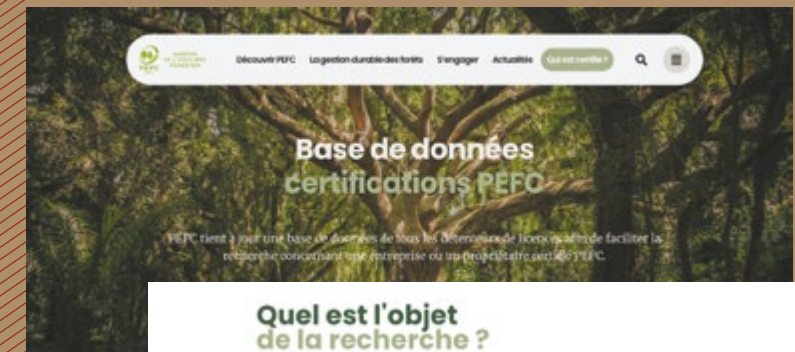 PEFC
Découvrir PEFC La gestion durable des forêts S'engager Actualités Qui est certifié ?
Base de données
certifications PEFC
PEFC tient à jour une base de données de tous les détenteurs de licences afin de faciliter la
recherche concernant une entreprise ou un propriétaire certifié PEFC.
Quel est l'objet
de la recherche ?